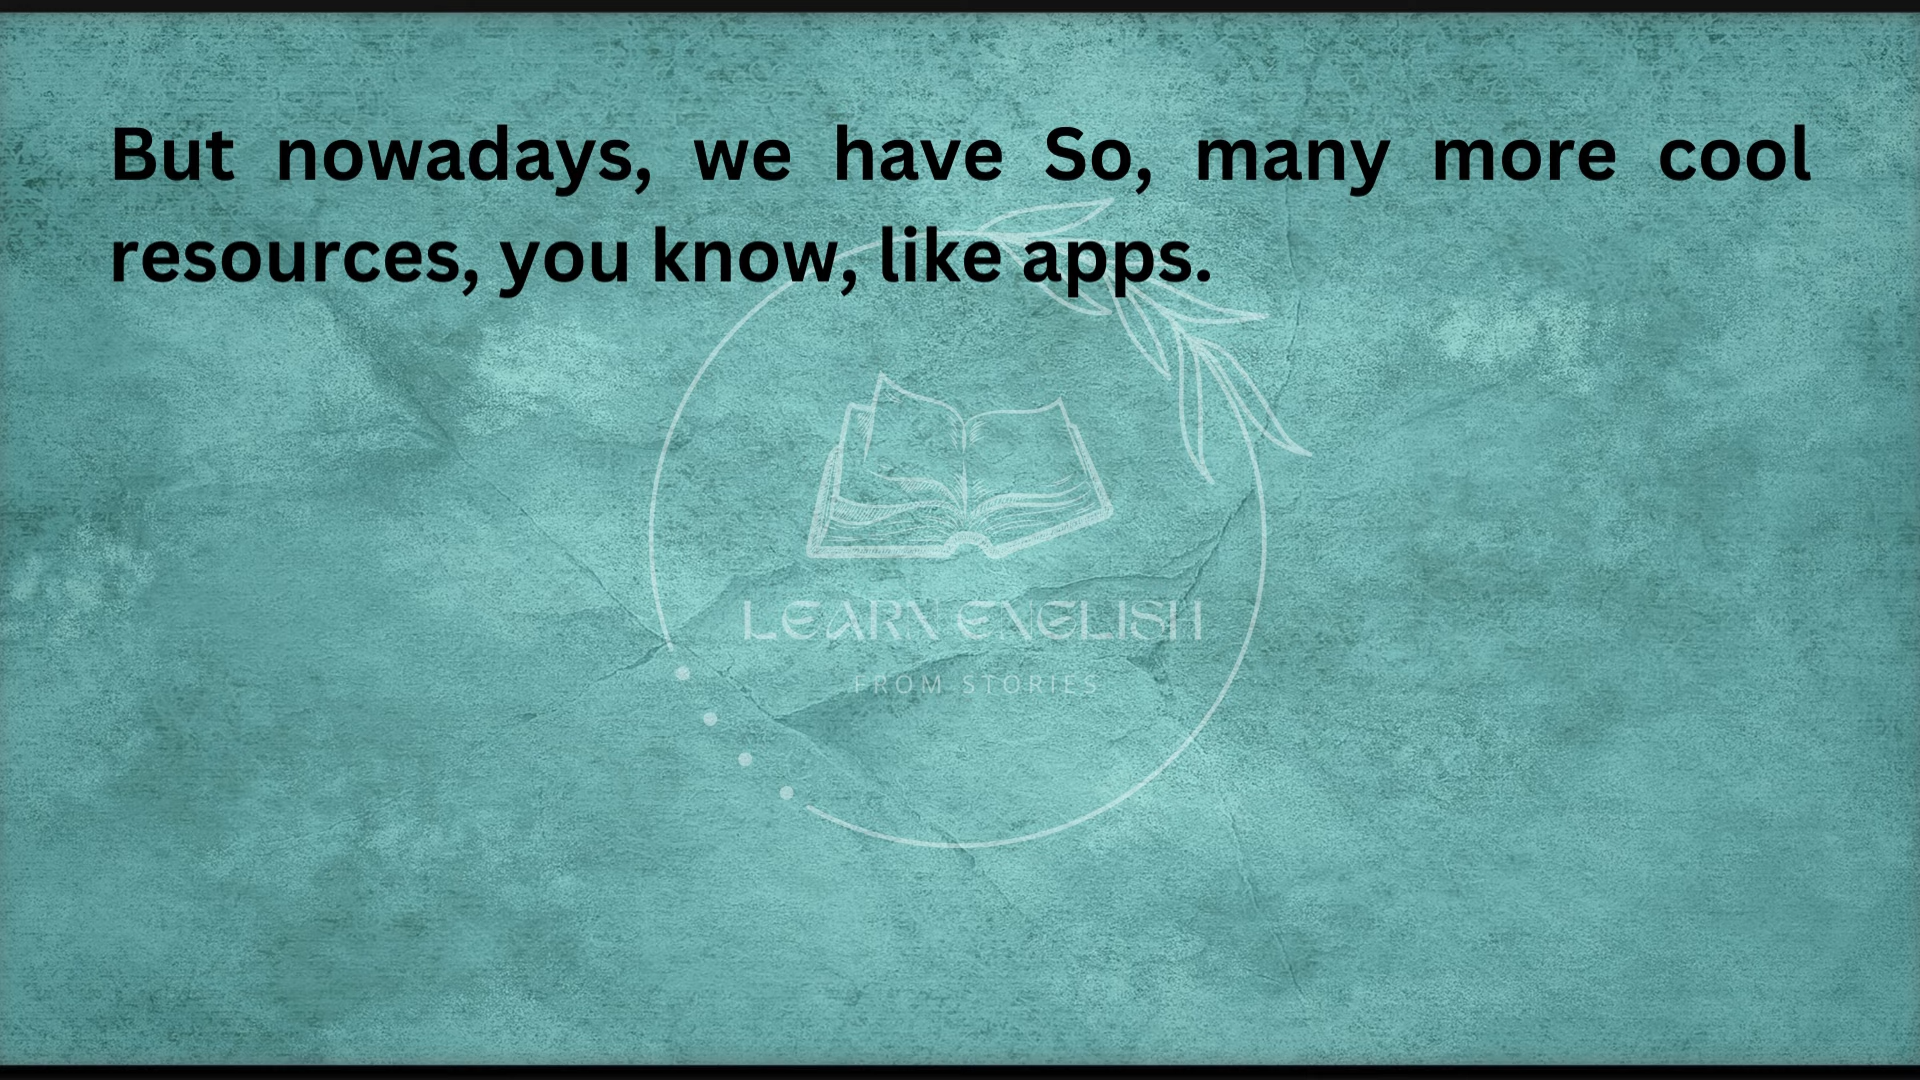 But nowadays, we have So, many more cool
resources, you know, like apps.
LEARN ENGLISH
FROM STORIES